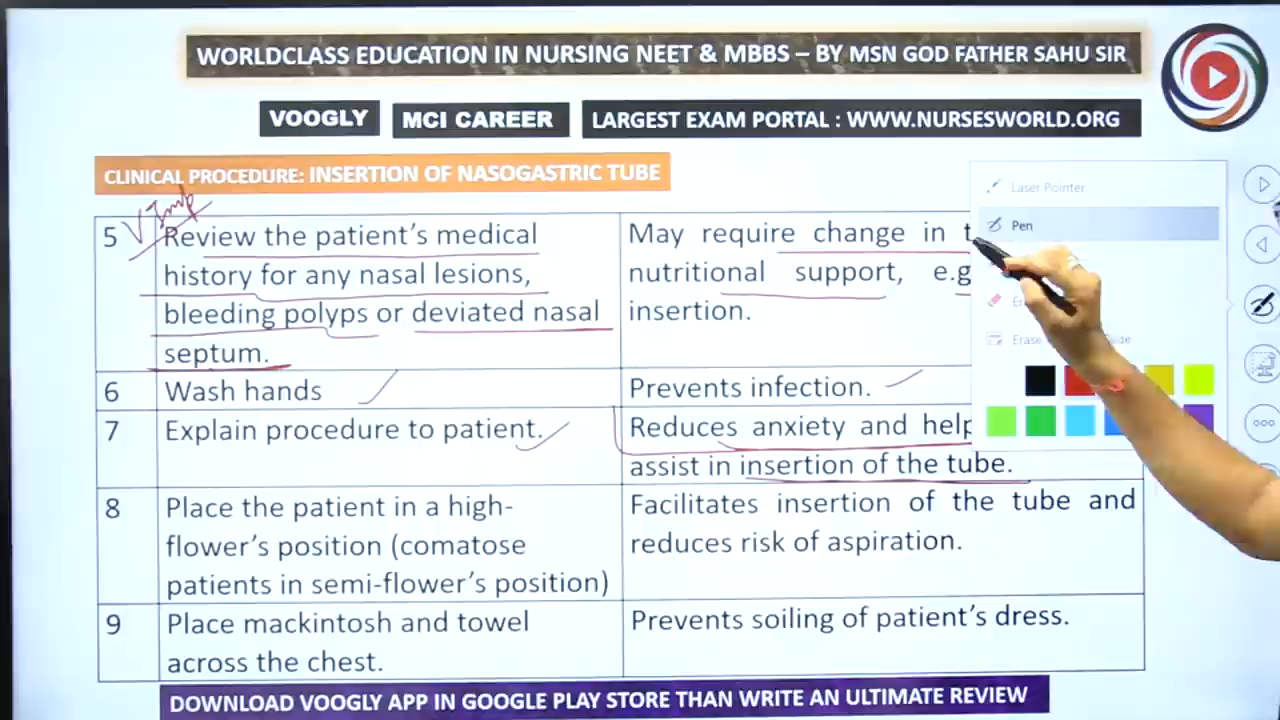 WORLDCLASS EDUCATION IN NURSING NEET & MBBS – BY MSN GOD FATHER SAHU SIR
VOOGLY
MCI CAREER
LARGEST EXAM PORTAL : WWW.NURSESWORLD.ORG
CLINICAL PROCEDURE: INSERTION OF NASOGASTRIC TUBE
V Imp
5
Review the patient's medical
history for any nasal lesions,
bleeding polyps or deviated nasal
septum.
May require change in
nutritional support, e.g
insertion.
6
Wash hands
Prevents infection.
7
Explain procedure to patient.
Reduces anxiety and help
assist in insertion of the tube.
8
Place the patient in a high-
flower's position (comatose
patients in semi-flower's position)
Facilitates insertion of the tube and
reduces risk of aspiration.
9
Place mackintosh and towel
across the chest.
Prevents soiling of patient's dress.
Laser Pointer
Pen
Erase
DOWNLOAD VOOGLY APP IN GOOGLE PLAY STORE THAN WRITE AN ULTIMATE REVIEW